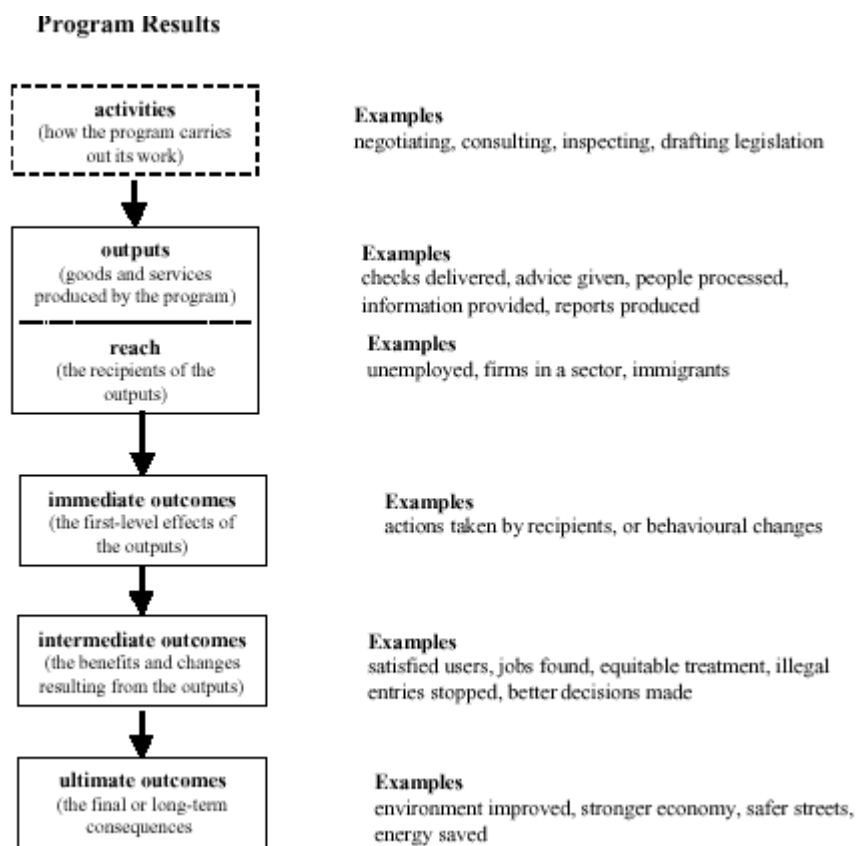 Program Results
activities
(how the program carries
out its work)
Examples
negotiating, consulting, inspecting, drafting legislation
outputs
(goods and services
produced by the program)
Examples
checks delivered, advice given, people processed,
information provided, reports produced
reach
(the recipients of the
outputs)
Examples
unemployed, firms in a sector, immigrants
immediate outcomes
(the first-level effects of
the outputs)
Examples
actions taken by recipients, or behavioural changes
intermediate outcomes
(the benefits and changes
resulting from the outputs)
Examples
satisfied users, jobs found, equitable treatment, illegal
entries stopped, better decisions made
ultimate outcomes
(the final or long-term
consequences
Examples
environment improved, stronger economy, safer streets,
energy saved